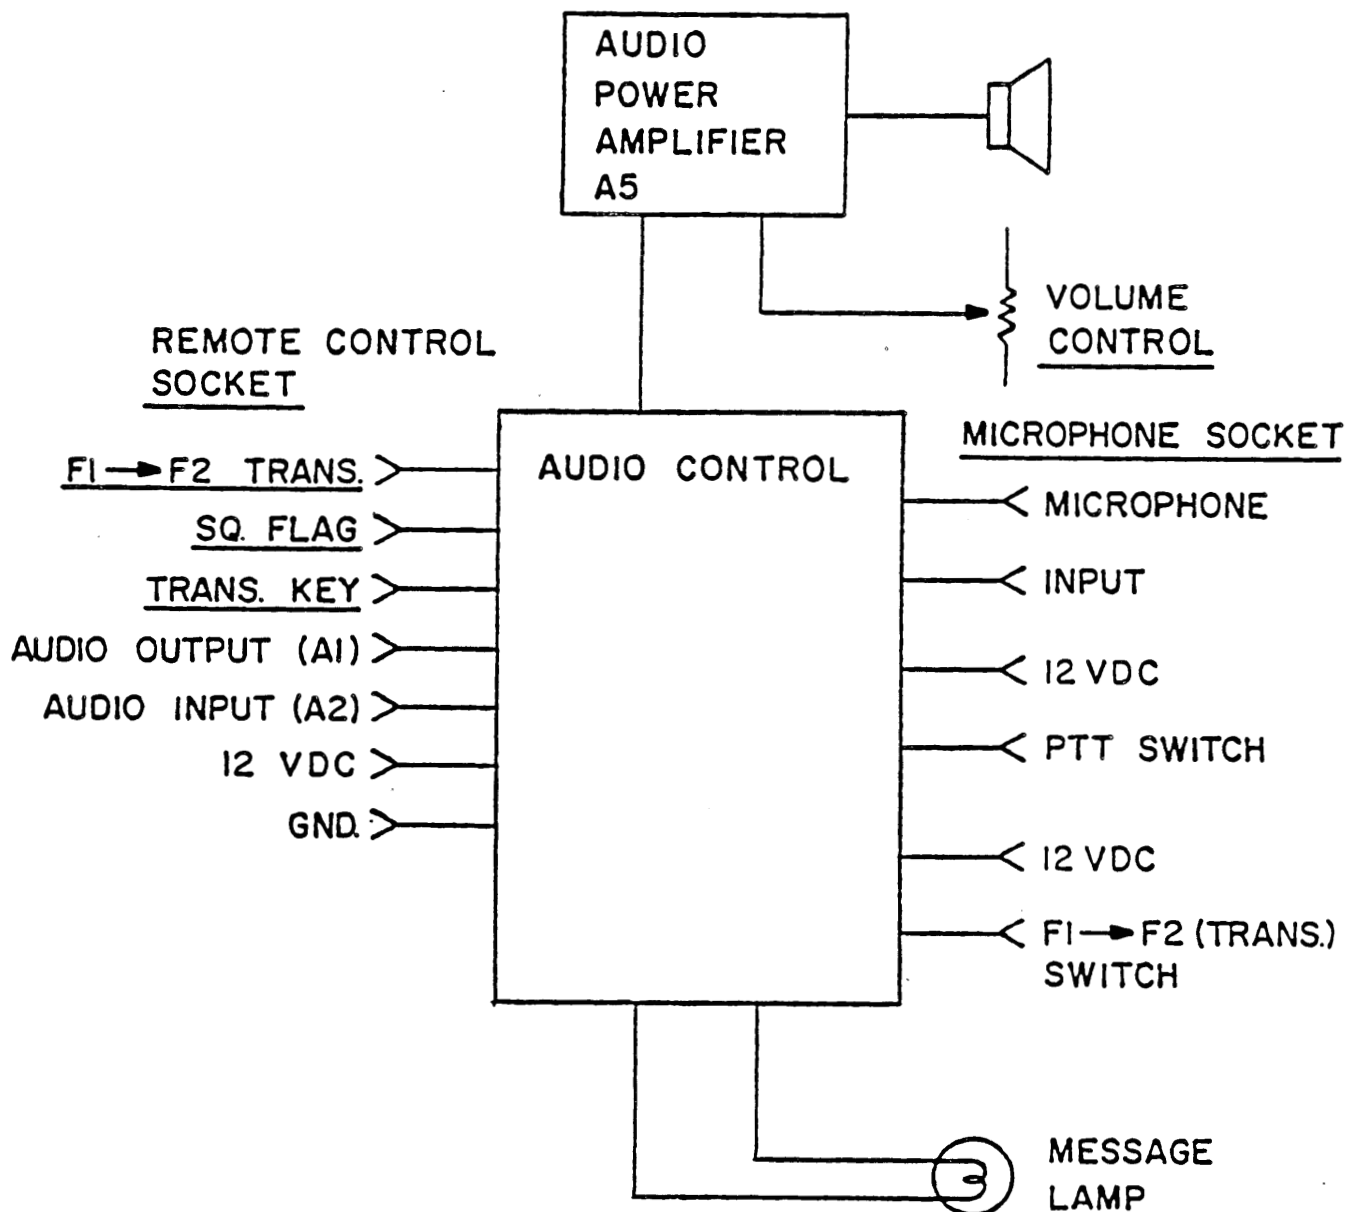 AUDIO
POWER
AMPLIFIER
A5
VOLUME
CONTROL
REMOTE CONTROL
SOCKET
F1 → F2 TRANS.
SQ. FLAG
TRANS. KEY
AUDIO OUTPUT (A1)
AUDIO INPUT (A2)
12 VDC
GND.
AUDIO CONTROL
MICROPHONE SOCKET
MICROPHONE
INPUT
12 VDC
PTT SWITCH
12 VDC
F1 → F2 (TRANS.)
SWITCH
MESSAGE
LAMP